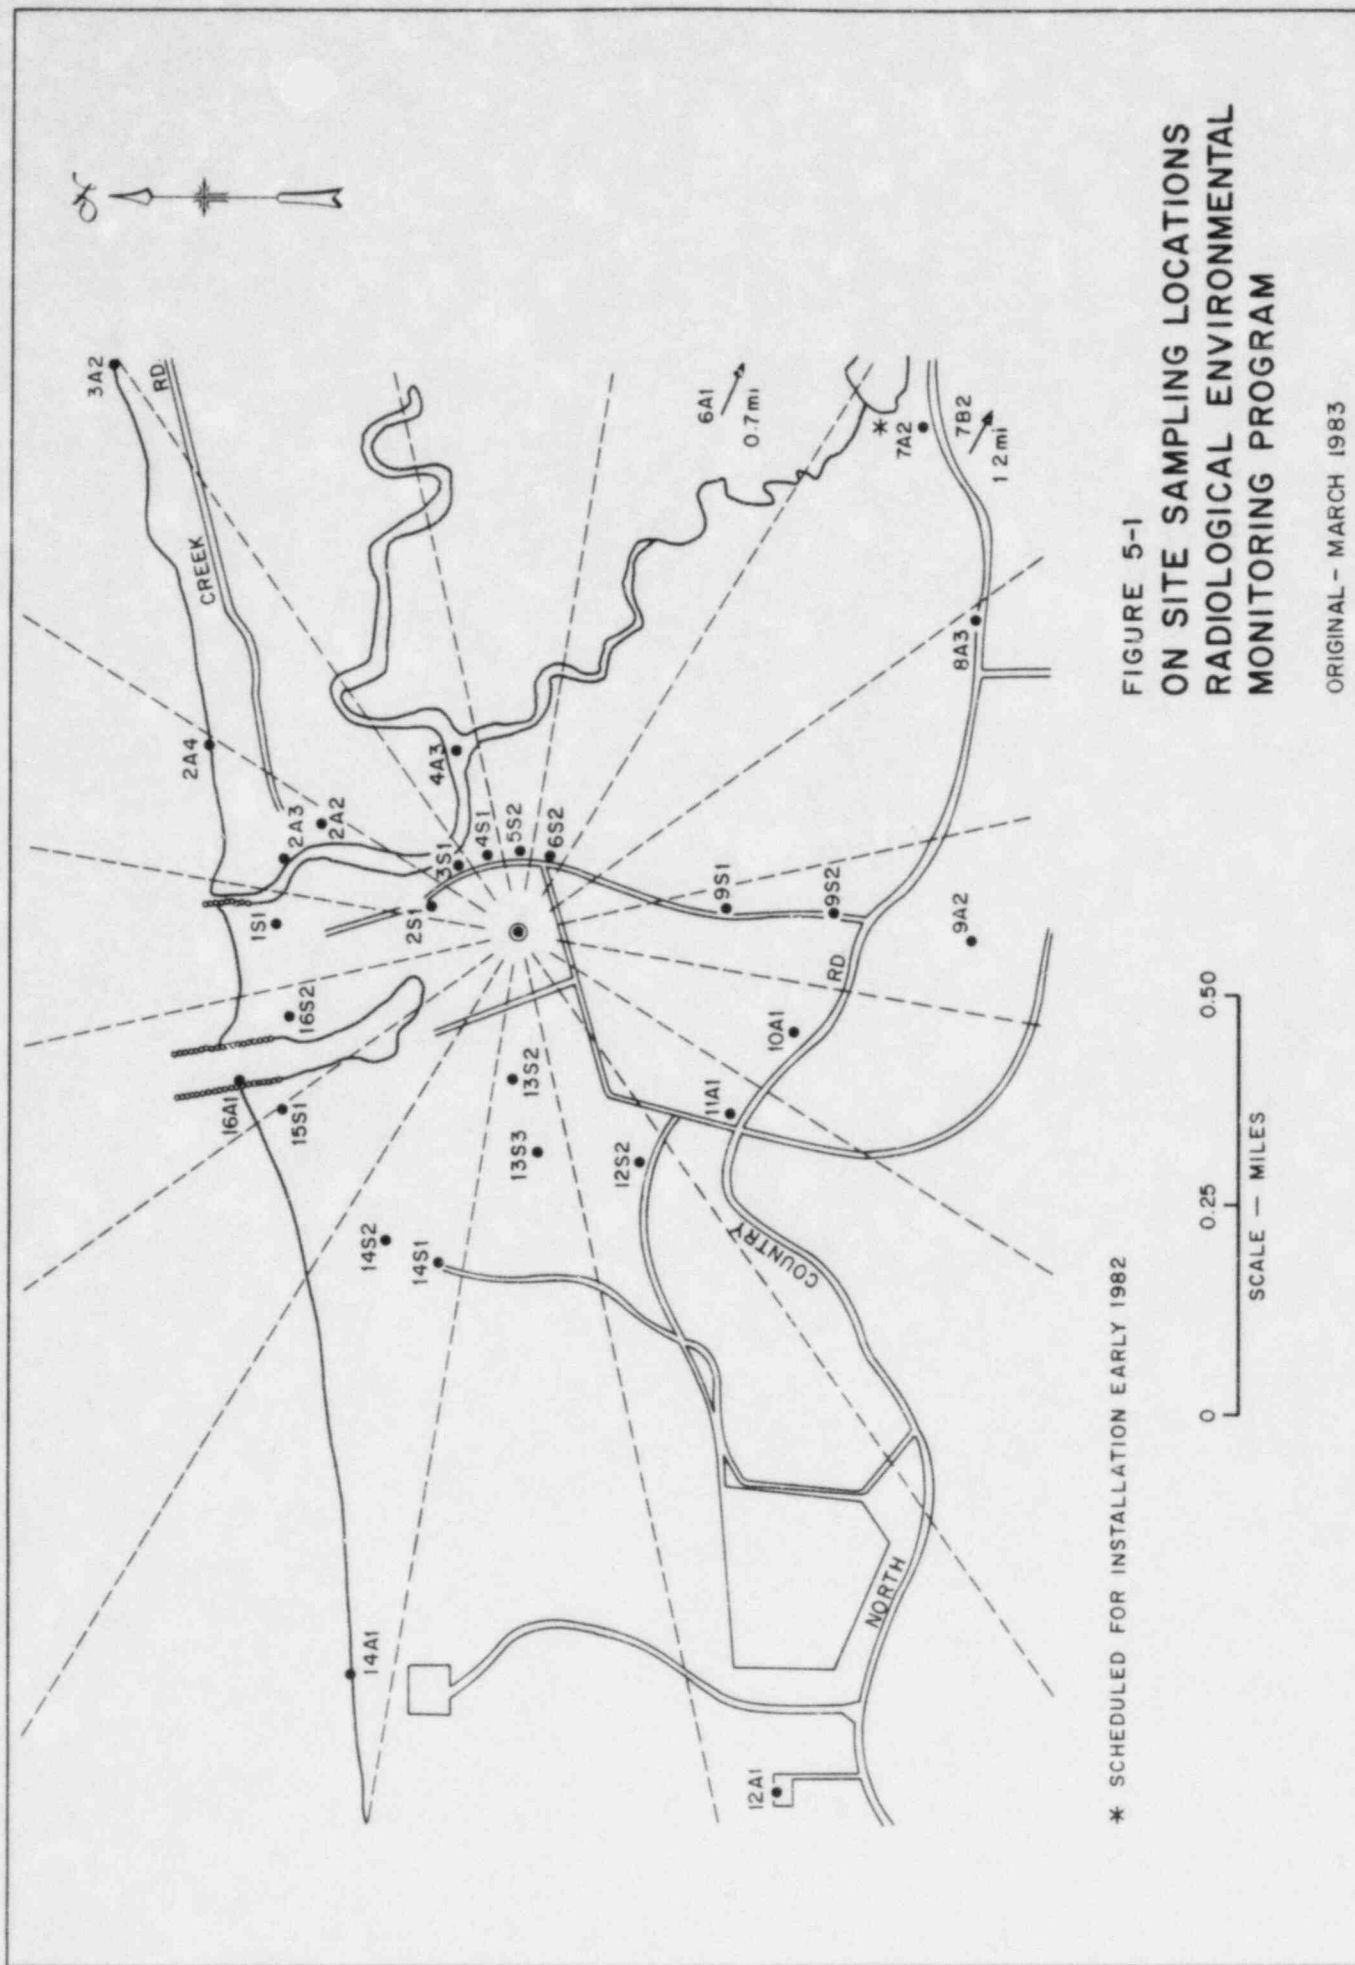 N
3A2
RD
CREEK
2A4
2A3
2A2
1S1
16S2
16A1
15S1
2S1
3S1
4S1
5S2
6S2
4A3
6A1
0.7mi
*
7A2
7B2
1 2 mi
13S2
13S3
14S2
14S1
14A1
12S2
11A1
10A1
9S1
9S2
9A2
8A3
RD
COUNTRY
NORTH
12A1
* SCHEDULED FOR INSTALLATION EARLY 1982
0 0.25 0.50
SCALE — MILES
FIGURE 5-1
ON SITE SAMPLING LOCATIONS
RADIOLOGICAL ENVIRONMENTAL
MONITORING PROGRAM
ORIGINAL - MARCH 1983